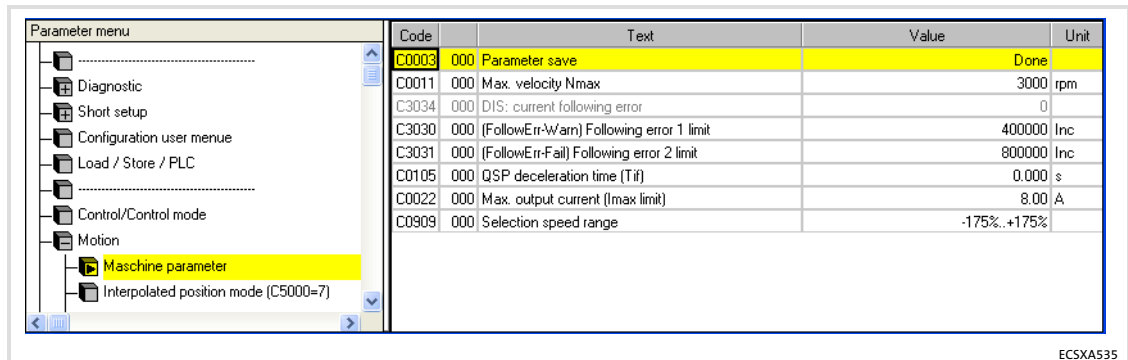 Parameter menu
--------------------------------------------
Diagnostic
Short setup
Configuration user menue
Load / Store / PLC
--------------------------------------------
Control/Control mode
Motion
Maschine parameter
Interpolated position mode (C5000=7)
Code Text Value Unit
C0003 000 Parameter save Done
C0011 000 Max. velocity Nmax 3000 rpm
C3034 000 DIS: current following error 0
C3030 000 (FollowErr-Warn) Following error 1 limit 400000 Inc
C3031 000 (FollowErr-Fail) Following error 2 limit 800000 Inc
C0105 000 QSP deceleration time (Tif) 0.000 s
C0022 000 Max. output current (Imax limit) 8.00 A
C0909 000 Selection speed range -175%..+175%
ECSXA535